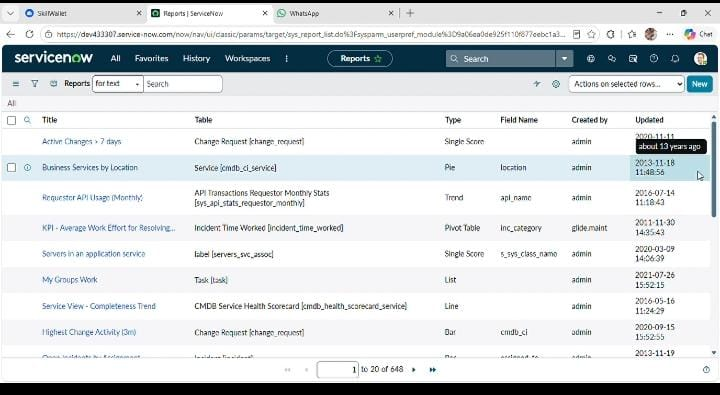 SkillWallet
Reports | ServiceNow
WhatsApp
https://dev433307.service-now.com/now/nav/ui/classic/params/target/sys_report_list.do%3Fsysparm_userpref_module%3D9a06ea0de925f110f877eebc1a3...
Chat
servicenow All Favorites History Workspaces Reports Search
Reports for text Search Actions on selected rows... New
All
Title Table Type Field Name Created by Updated
Active Changes > 7 days Change Request [change_request] Single Score admin 2020-11-11
about 13 years ago
Business Services by Location Service [cmdb_ci_service] Pie location admin 2013-11-18
11:48:56
Requestor API Usage (Monthly) API Transactions Requestor Monthly Stats
[sys_api_stats_requestor_monthly] Trend api_name admin 2016-07-14
11:18:43
KPI - Average Work Effort for Resolving... Incident Time Worked [incident_time_worked] Pivot Table inc_category glide.maint 2011-11-30
14:35:43
Servers in an application service label [servers_svc_assoc] Single Score s_sys_class_name admin 2020-03-09
14:06:39
My Groups Work Task [task] List admin 2021-07-26
15:52:15
Service View - Completeness Trend CMDB Service Health Scorecard [cmdb_health_scorecard_service] Line admin 2016-05-16
11:24:29
Highest Change Activity (3m) Change Request [change_request] Bar cmdb_ci admin 2020-09-15
15:52:55
Open Incidents by Assignment Incident [incident] Bar assigned_to admin 2013-11-19
1 to 20 of 648